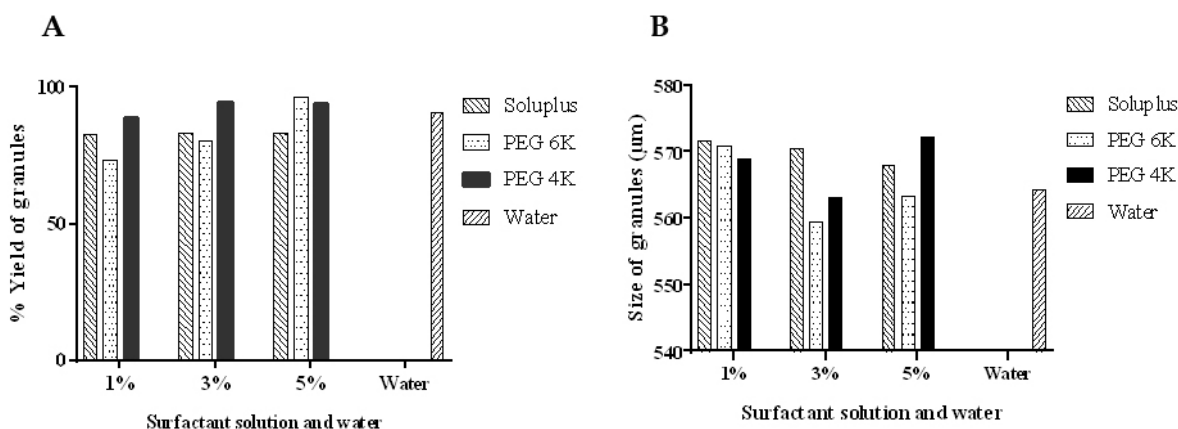 A
100
50
0
% Yield of granules
1% 3% 5% Water
Surfactant solution and water
Soluplus
PEG 6K
PEG 4K
Water
B
580
570
560
550
540
Size of granules (µm)
1% 3% 5% Water
Surfactant solution and water
Soluplus
PEG 6K
PEG 4K
Water